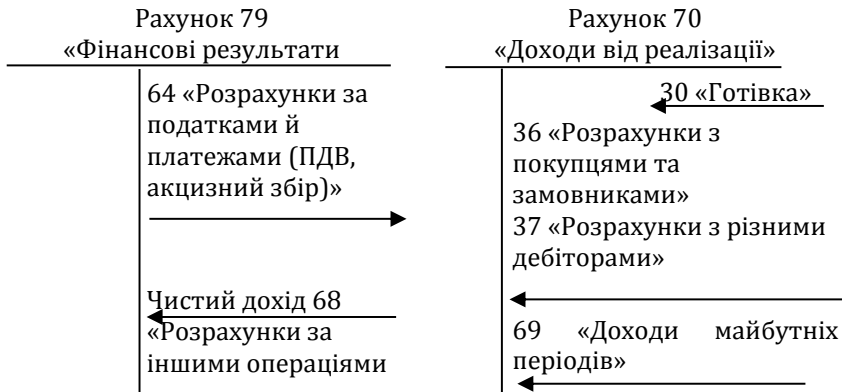 Рахунок 79
«Фінансові результати
64 «Розрахунки за
податками й
платежами (ПДВ,
акцизний збір)»
Чистий дохід 68
«Розрахунки за
іншими операціями
Рахунок 70
«Доходи від реалізації»
30 «Готівка»
36 «Розрахунки з
покупцями та
замовниками»
37 «Розрахунки з різними
дебіторами»
69 «Доходи майбутніх
періодів»